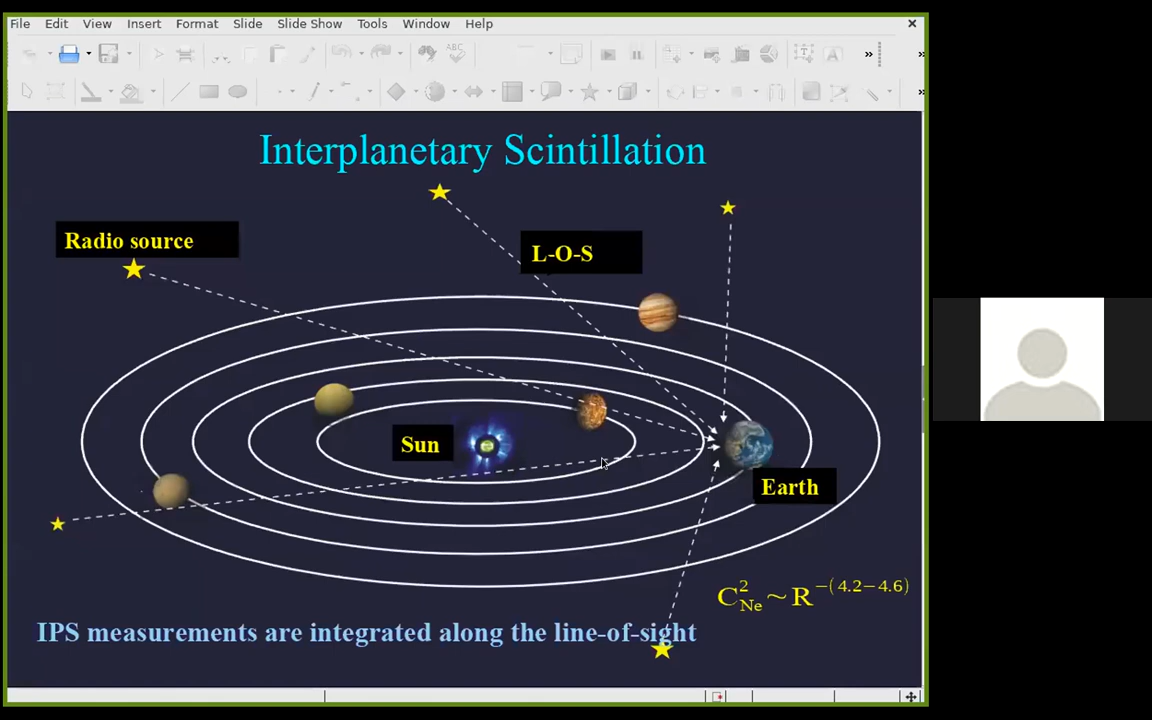 File Edit View Insert Format Slide Slide Show Tools Window Help
ABC
Interplanetary Scintillation
Radio source
L-O-S
Sun
Earth
C²Ne ~ R^−(4.2−4.6)
IPS measurements are integrated along the line-of-sight